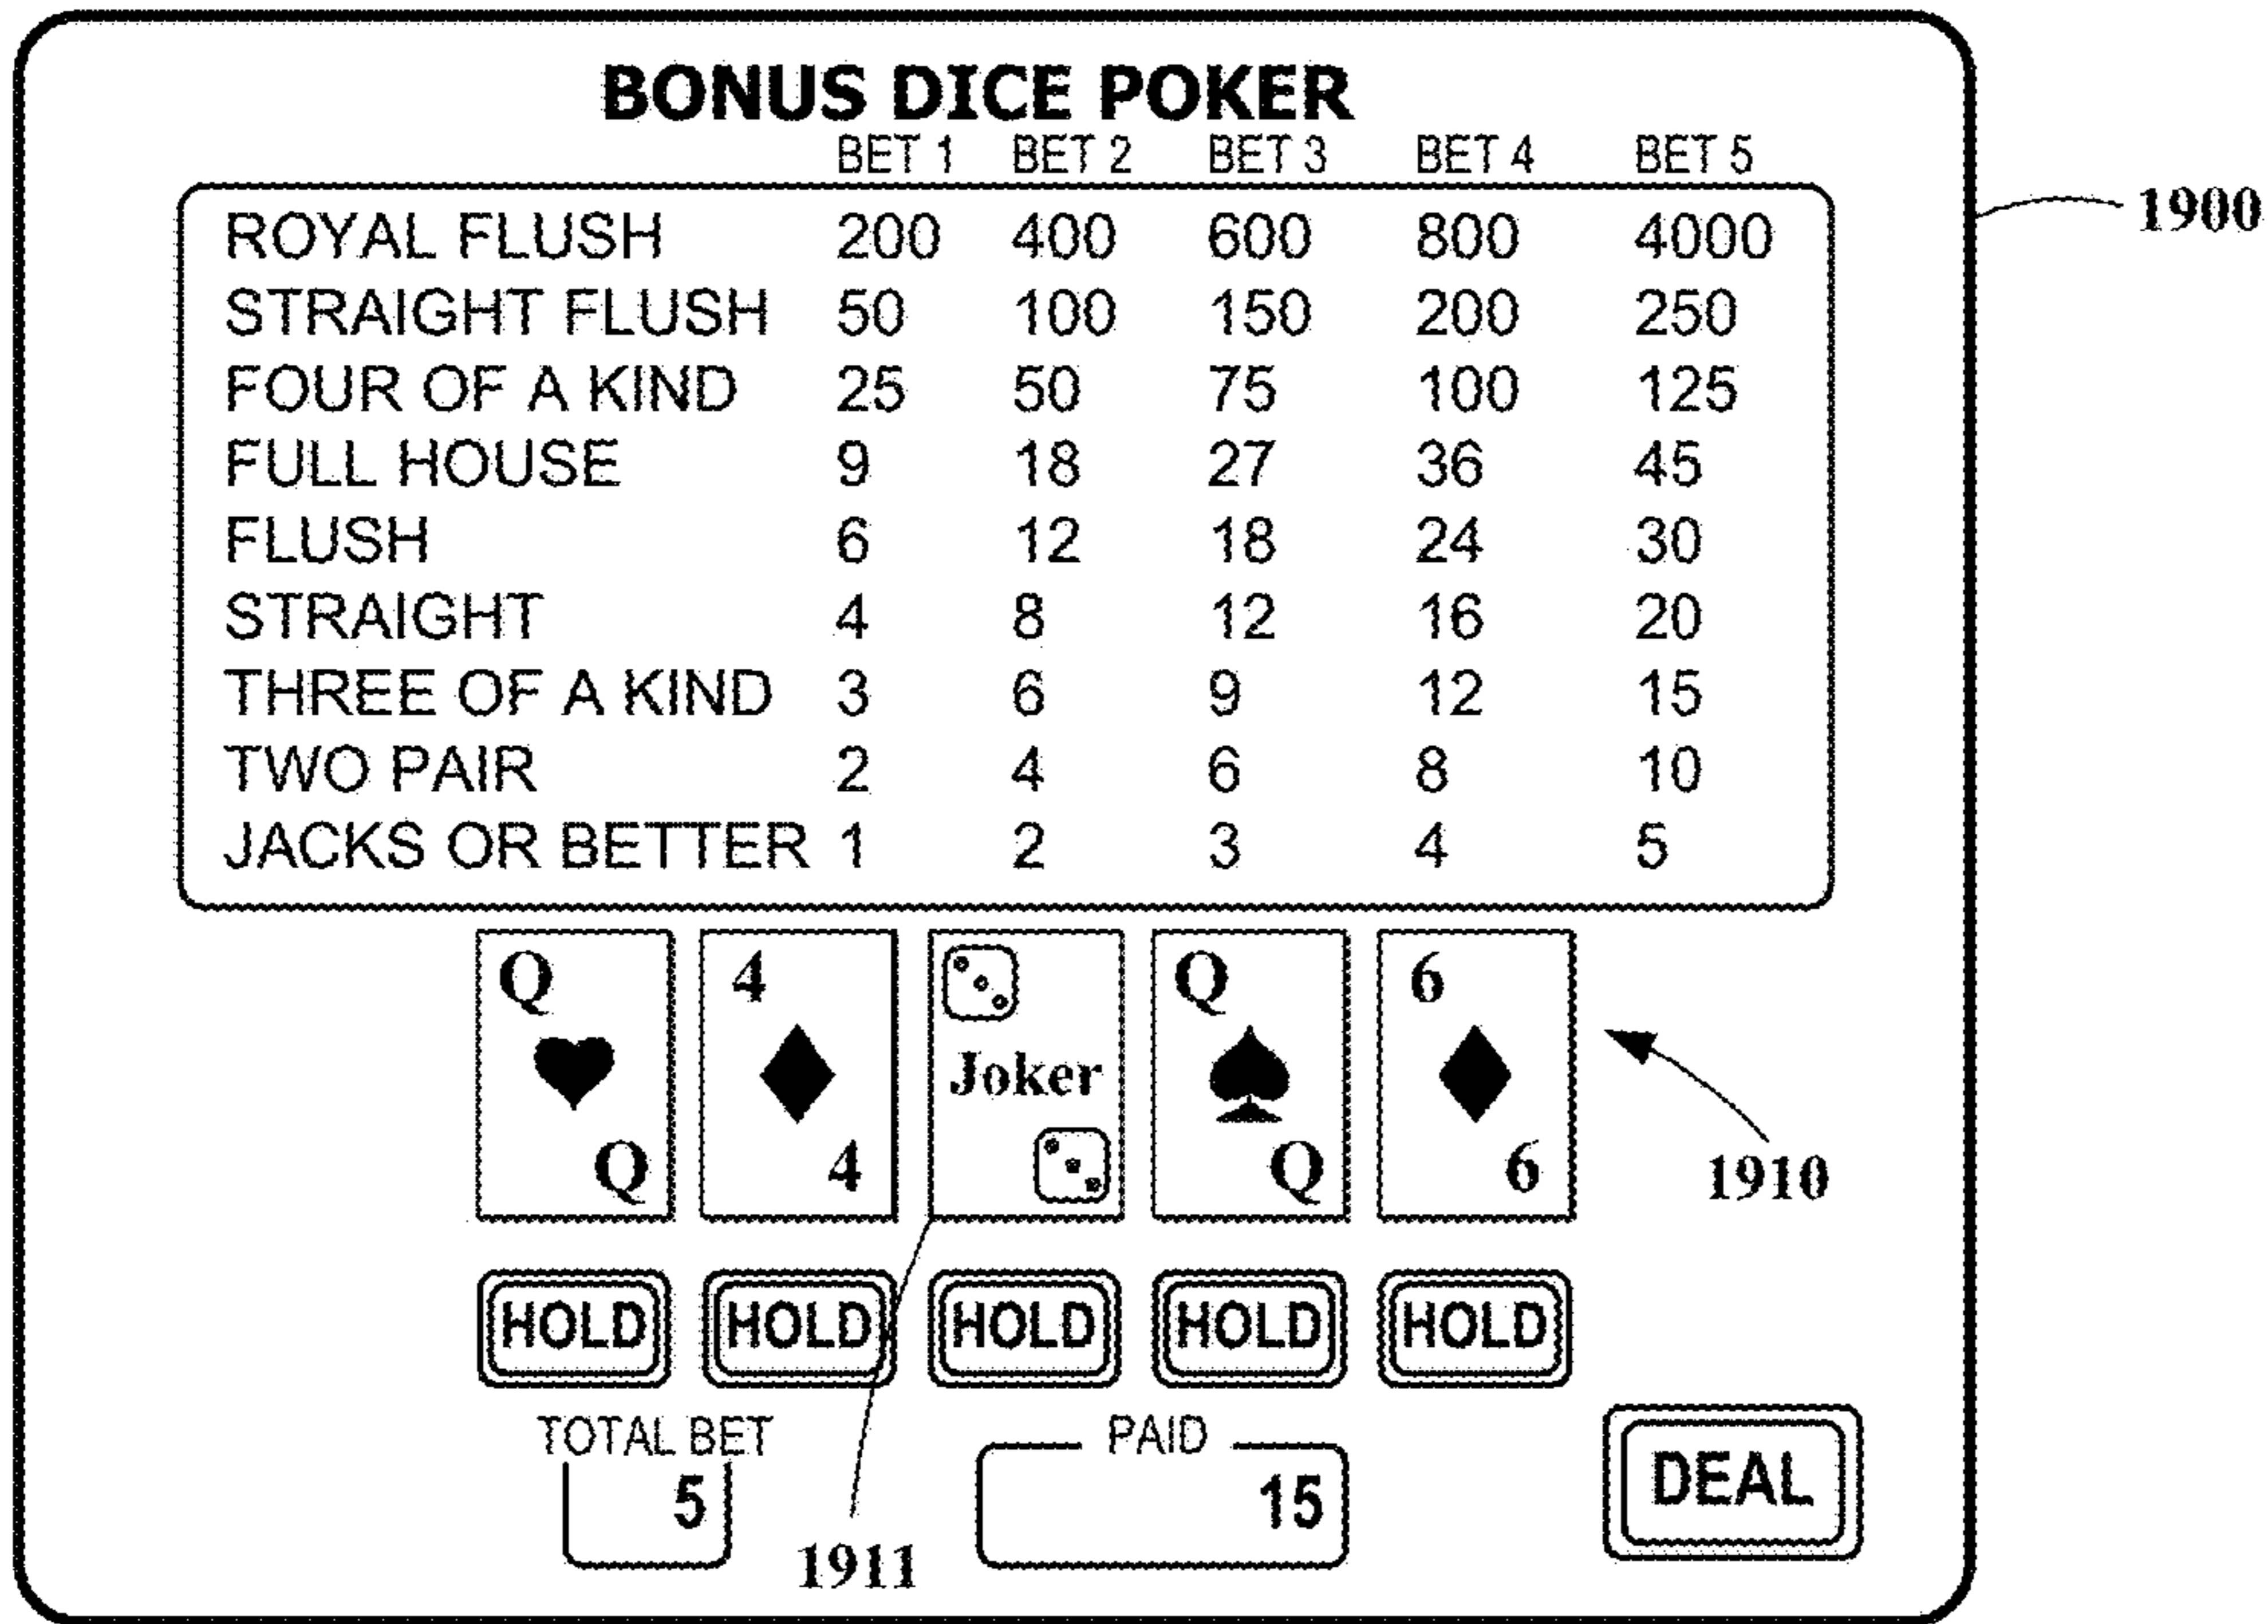 BONUS DICE POKER
BET 1 BET 2 BET 3 BET 4 BET 5
ROYAL FLUSH 200 400 600 800 4000
STRAIGHT FLUSH 50 100 150 200 250
FOUR OF A KIND 25 50 75 100 125
FULL HOUSE 9 18 27 36 45
FLUSH 6 12 18 24 30
STRAIGHT 4 8 12 16 20
THREE OF A KIND 3 6 9 12 15
TWO PAIR 2 4 6 8 10
JACKS OR BETTER 1 2 3 4 5
1900
Q 4 Q 6
Joker
Q 4 Q 6
1910
HOLD HOLD HOLD HOLD HOLD
TOTAL BET PAID
5 15 DEAL
1911